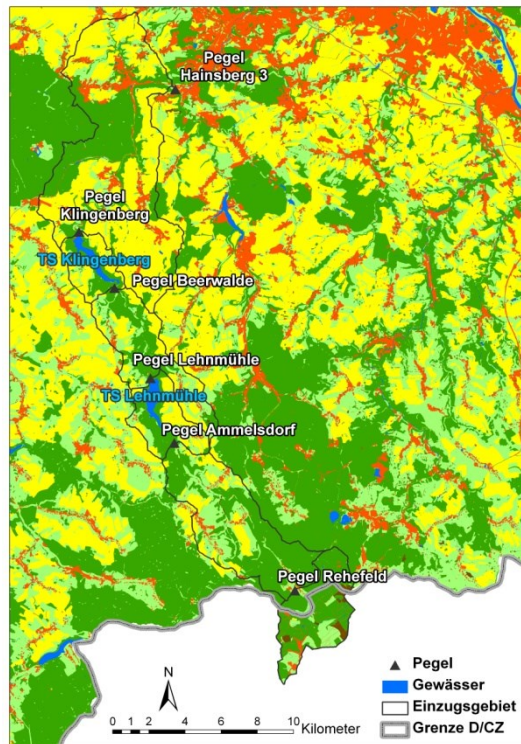 Pegel
Hainsberg 3
Pegel
Klingenberg
TS Klingenberg
Pegel Beerwalde
Pegel Lehnmühle
TS Lehnmühle
Pegel Ammelsdorf
Pegel Rehefeld
N
0 1 2 4 6 8 10
Kilometer
Pegel
Gewässer
Einzugsgebiet
Grenze D/CZ